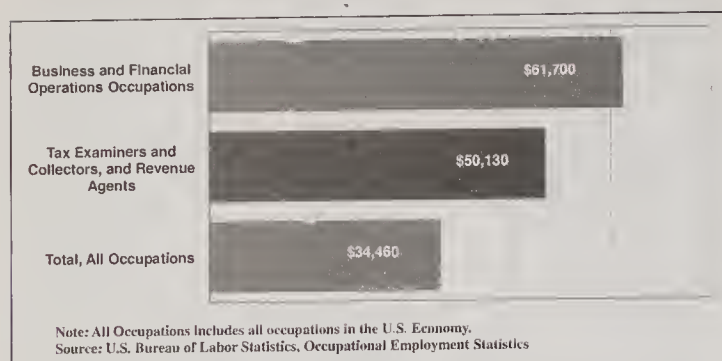 Business and Financial
Operations Occupations
$61,700
Tax Examiners and
Collectors, and Revenue
Agents
$50,130
Total, All Occupations
$34,460
Note: All Occupations Includes all occupations in the U.S. Economy.
Source: U.S. Bureau of Labor Statistics, Occupational Employment Statistics